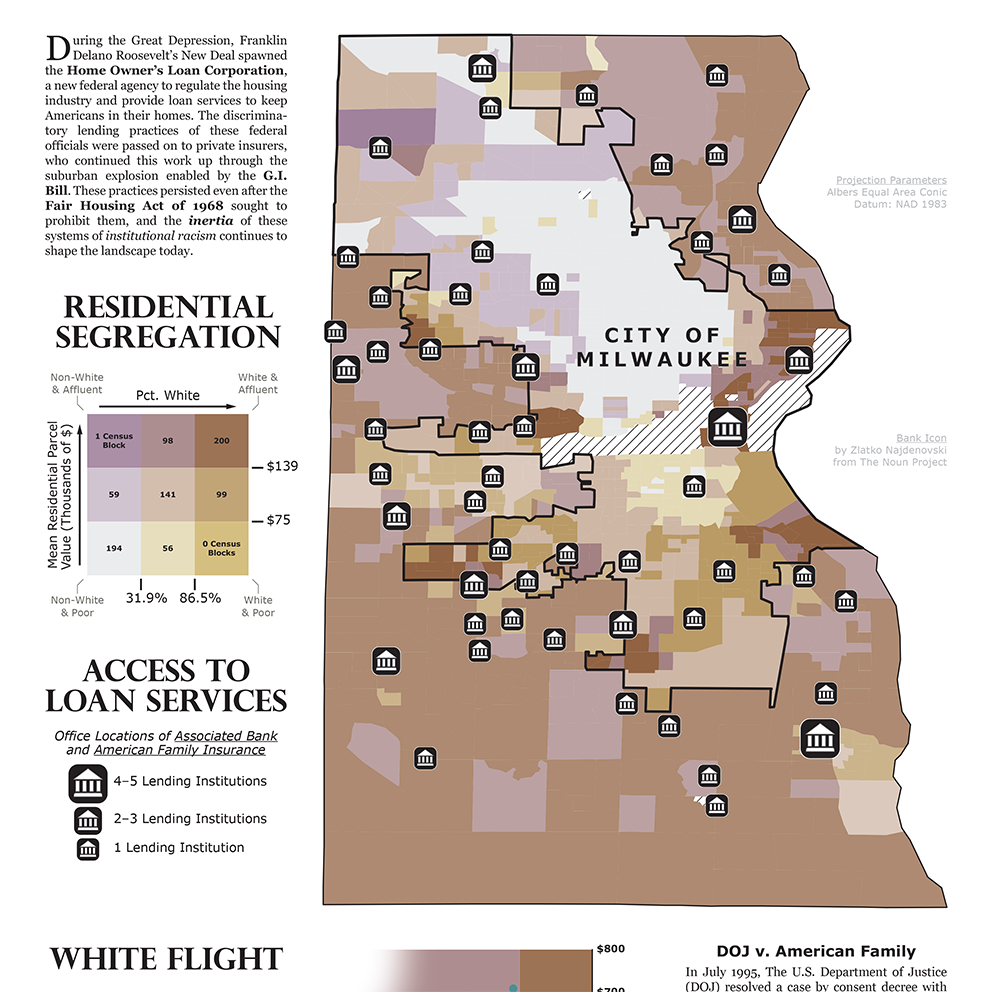 During the Great Depression, Franklin
Delano Roosevelt's New Deal spawned
the Home Owner's Loan Corporation,
a new federal agency to regulate the housing
industry and provide loan services to keep
Americans in their homes. The discrimina-
tory lending practices of these federal
officials were passed on to private insurers,
who continued this work up through the
suburban explosion enabled by the G.I.
Bill. These practices persisted even after the
Fair Housing Act of 1968 sought to
prohibit them, and the inertia of these
systems of institutional racism continues to
shape the landscape today.
RESIDENTIAL
SEGREGATION
Non-White
& Affluent
White &
Affluent
Pct. White
Mean Residential Parcel
Value (Thousands of $)
1 Census
Block
98
200
$139
59
141
99
$75
194
56
0 Census
Blocks
Non-White
& Poor
31.9%
86.5%
White
& Poor
ACCESS TO
LOAN SERVICES
Office Locations of Associated Bank
and American Family Insurance
4–5 Lending Institutions
2–3 Lending Institutions
1 Lending Institution
CITY OF
MILWAUKEE
Projection Parameters
Albers Equal Area Conic
Datum: NAD 1983
Bank Icon
by Zlatko Najdenovski
from The Noun Project
WHITE FLIGHT
$800
$700
DOJ v. American Family
In July 1995, The U.S. Department of Justice
(DOJ) resolved a case by consent decree with